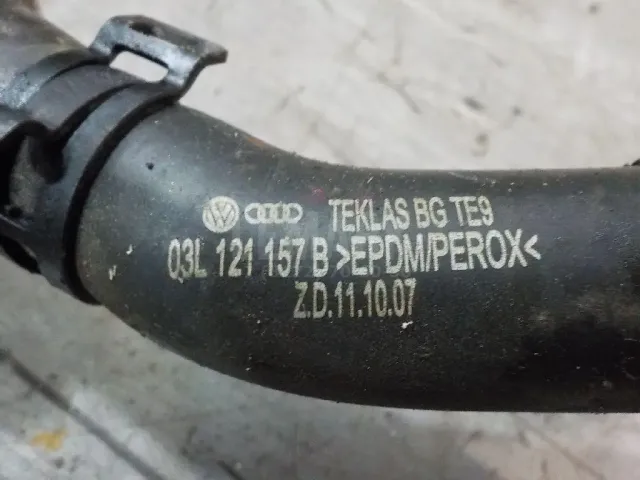 TEKLAS BG TE9
03L 121 157 B >EPDM/PEROX<
Z.D.11.10.07